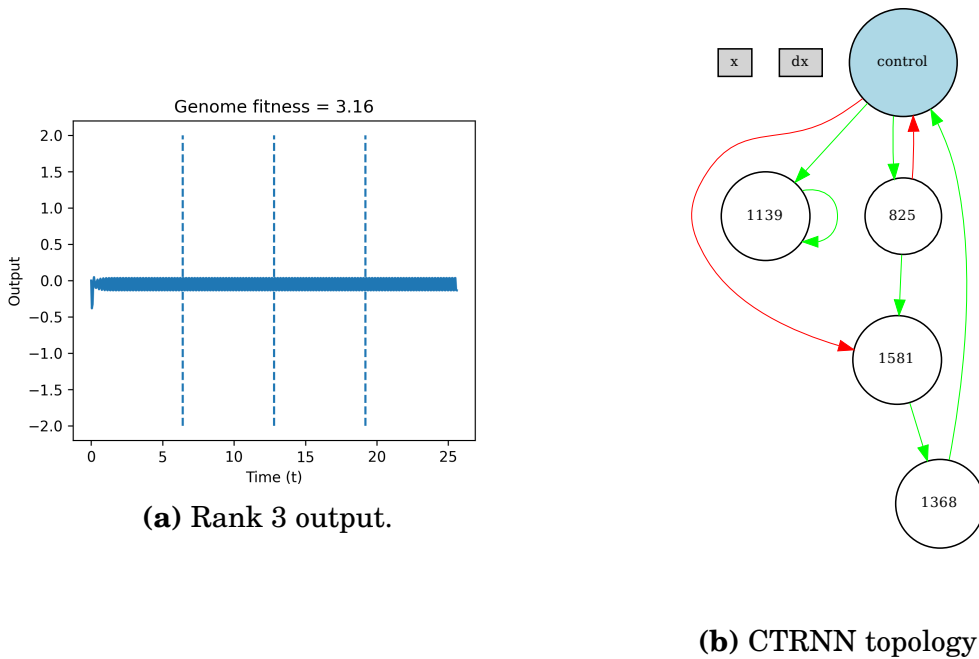 Genome fitness = 3.16
2.0
1.5
1.0
0.5
0.0
−0.5
−1.0
−1.5
−2.0
Output
0 5 10 15 20 25
Time (t)
(a) Rank 3 output.
x dx control
1139 825
1581
1368
(b) CTRNN topology